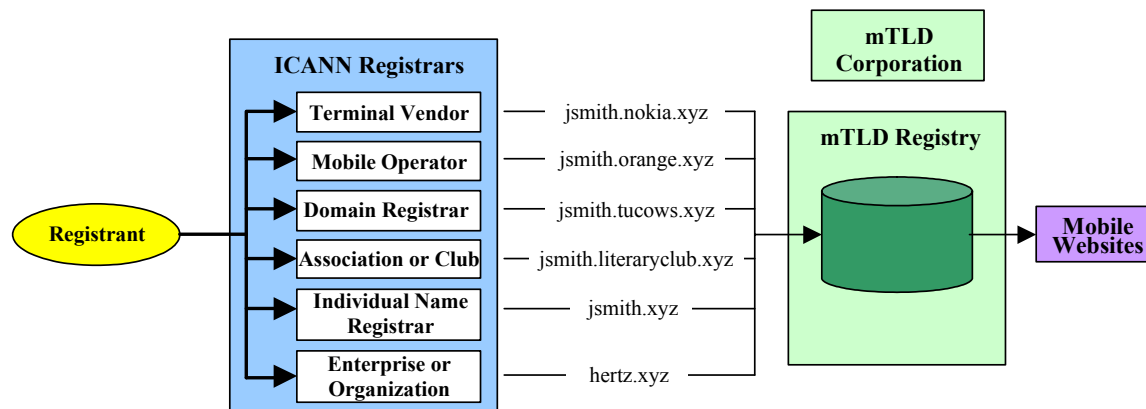 mTLD
Corporation
ICANN Registrars
Terminal Vendor
jsmith.nokia.xyz
mTLD Registry
Mobile Operator
jsmith.orange.xyz
Domain Registrar
jsmith.tucows.xyz
Registrant
Mobile
Websites
Association or Club
jsmith.literaryclub.xyz
Individual Name
Registrar
jsmith.xyz
Enterprise or
Organization
hertz.xyz